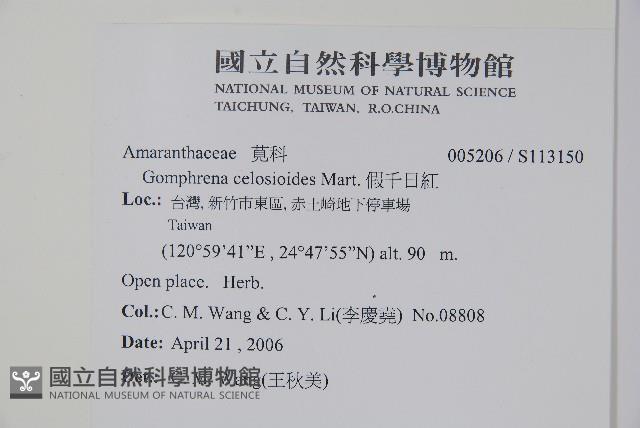 國立自然科學博物館
NATIONAL MUSEUM OF NATURAL SCIENCE
TAICHUNG, TAIWAN, R.O.CHINA
Amaranthaceae 莧科 005206 / S113150
Gomphrena celosioides Mart. 假千日紅
Loc.: 台灣, 新竹市東區, 赤土崎地下停車場
Taiwan
(120°59'41"E , 24°47'55"N) alt. 90 m.
Open place. Herb.
Col.: C. M. Wang & C. Y. Li(李慶堯) No.08808
Date: April 21 , 2006
(王秋美)
國立自然科學博物館
NATIONAL MUSEUM OF NATURAL SCIENCE